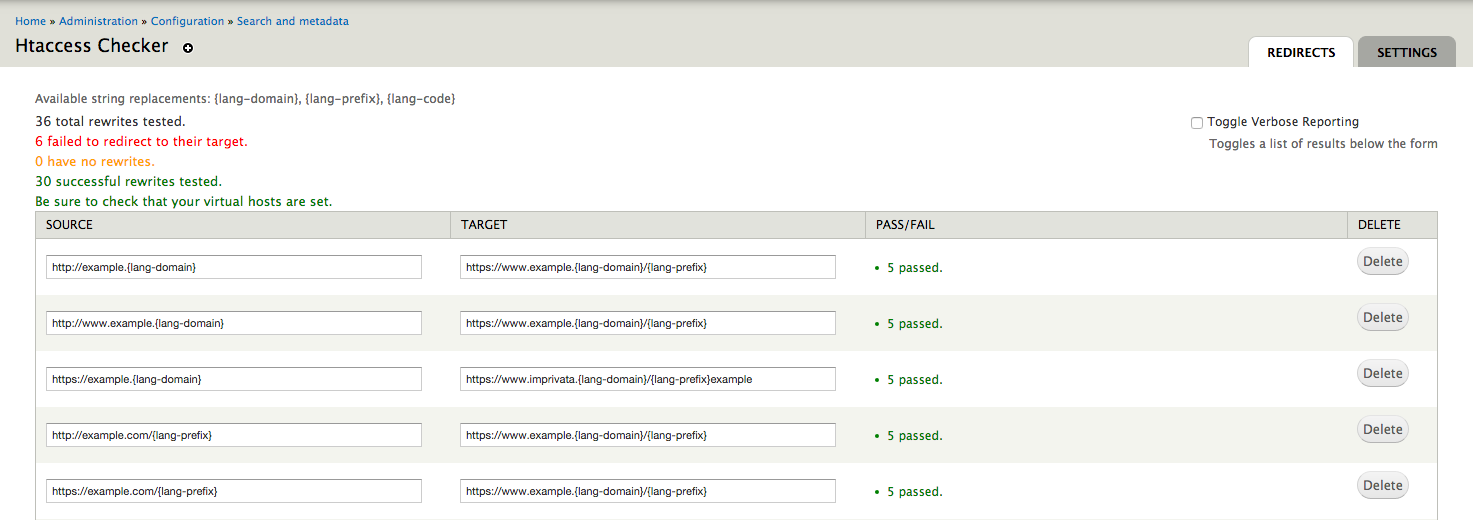 Home » Administration » Configuration » Search and metadata
Htaccess Checker
REDIRECTS SETTINGS
Available string replacements: {lang-domain}, {lang-prefix}, {lang-code}
36 total rewrites tested.
Toggle Verbose Reporting
6 failed to redirect to their target.
Toggles a list of results below the form
0 have no rewrites.
30 successful rewrites tested.
Be sure to check that your virtual hosts are set.
SOURCE TARGET PASS/FAIL DELETE
http://example.{lang-domain} https://www.example.{lang-domain}/{lang-prefix} • 5 passed. Delete
http://www.example.{lang-domain} https://www.example.{lang-domain}/{lang-prefix} • 5 passed. Delete
https://example.{lang-domain} https://www.imprivata.{lang-domain}/{lang-prefix}example • 5 passed. Delete
http://example.com/{lang-prefix} https://www.example.{lang-domain}/{lang-prefix} • 5 passed. Delete
https://example.com/{lang-prefix} https://www.example.{lang-domain}/{lang-prefix} • 5 passed. Delete